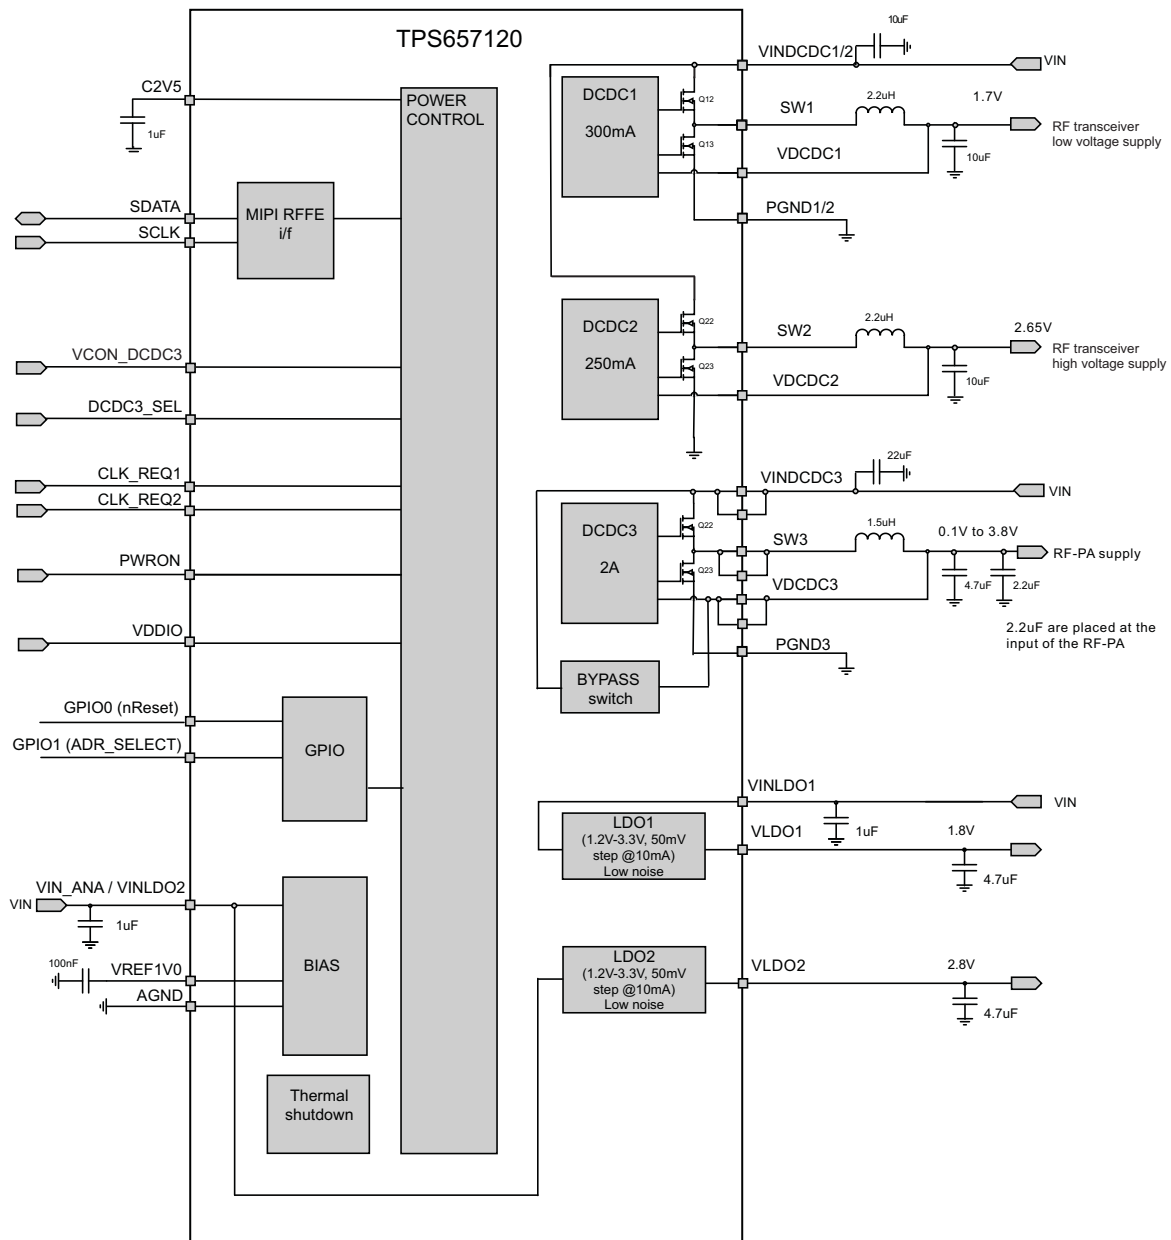 TPS657120
C2V5
1uF
POWER
CONTROL
SDATA
SCLK
MIPI RFFE
i/f
VCON_DCDC3
DCDC3_SEL
CLK_REQ1
CLK_REQ2
PWRON
VDDIO
GPIO0 (nReset)
GPIO1 (ADR_SELECT)
GPIO
VIN_ANA / VINLDO2
VIN
1uF
100nF
VREF1V0
AGND
BIAS
Thermal
shutdown
DCDC1
300mA
Q12
Q13
VINDCDC1/2
10uF
VIN
SW1
2.2uH
1.7V
RF transceiver
low voltage supply
10uF
VDCDC1
PGND1/2
DCDC2
250mA
Q22
Q23
SW2
2.2uH
2.65V
RF transceiver
high voltage supply
10uF
VDCDC2
VINDCDC3
22uF
VIN
DCDC3
2A
Q22
Q23
SW3
1.5uH
0.1V to 3.8V
RF-PA supply
4.7uF
2.2uF
VDCDC3
2.2uF are placed at the
input of the RF-PA
PGND3
BYPASS
switch
VINLDO1
VIN
1uF
LDO1
(1.2V-3.3V, 50mV
step @10mA)
Low noise
VLDO1
1.8V
4.7uF
LDO2
(1.2V-3.3V, 50mV
step @10mA)
Low noise
VLDO2
2.8V
4.7uF